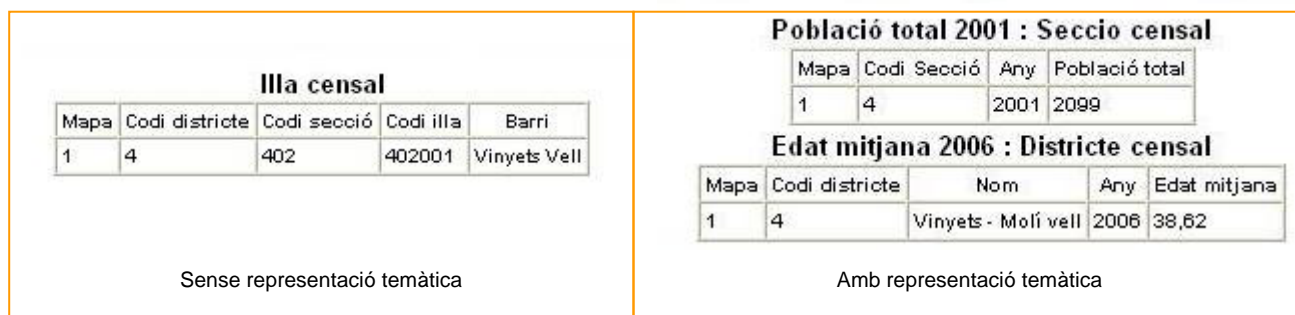 Illa censal
Mapa Codi districte Codi secció Codi illa Barri
1 4 402 402001 Vinyets Vell
Sense representació temàtica
Població total 2001 : Seccio censal
Mapa Codi Secció Any Població total
1 4 2001 2099
Edat mitjana 2006 : Districte censal
Mapa Codi districte Nom Any Edat mitjana
1 4 Vinyets - Molí vell 2006 38,62
Amb representació temàtica